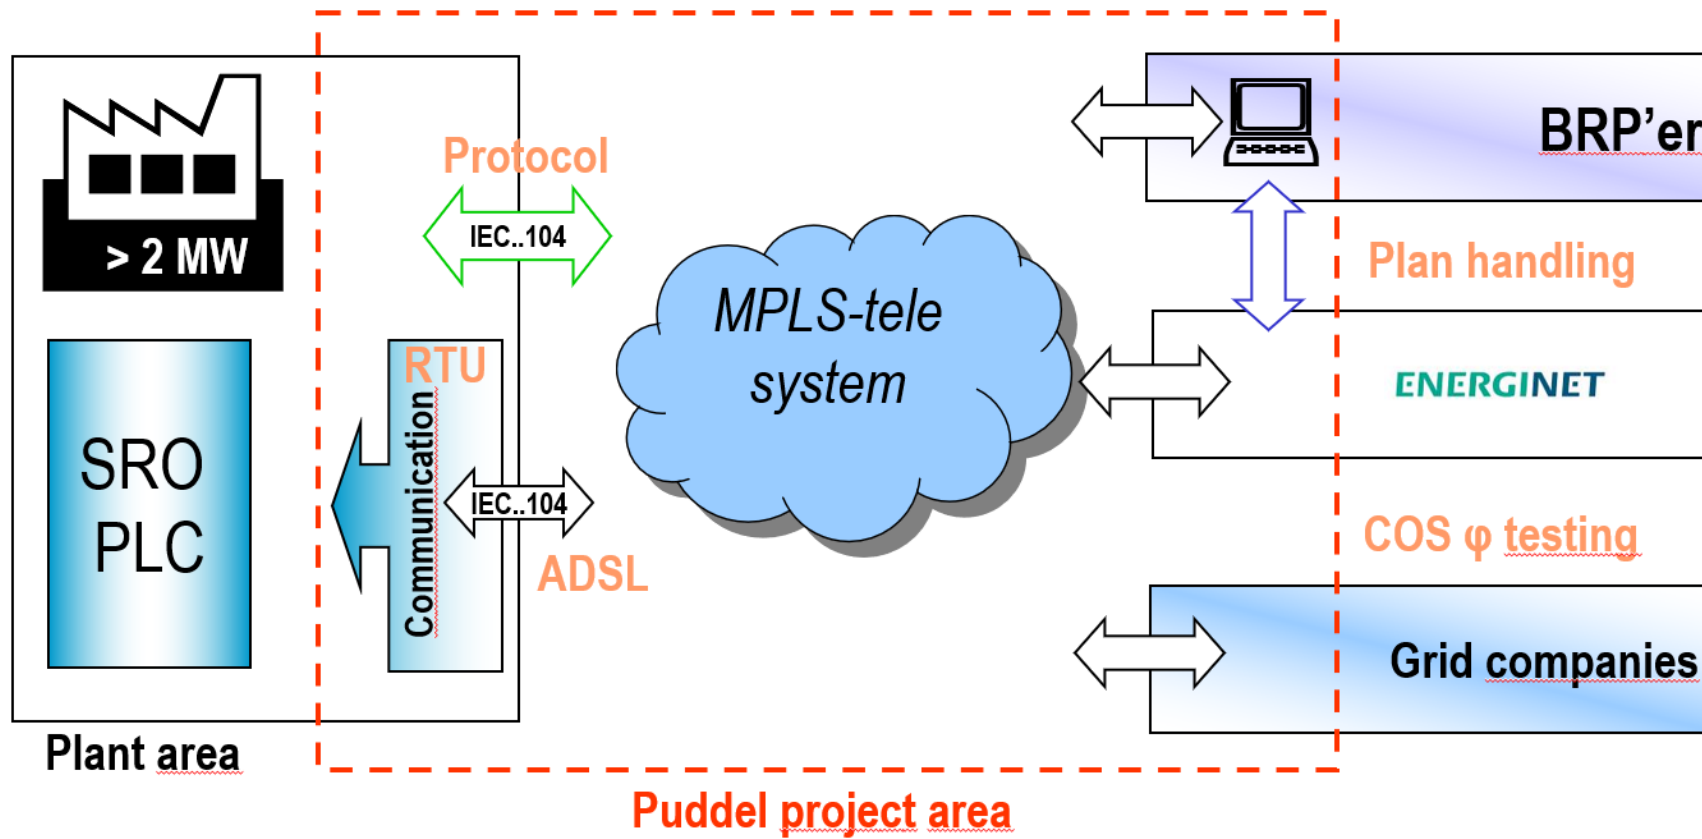 > 2 MW
SRO
PLC
Plant area
Protocol
IEC..104
RTU
Communication
IEC..104
ADSL
MPLS-tele
system
BRP’er
Plan handling
ENERGINET
COS φ testing
Grid companies
Puddel project area